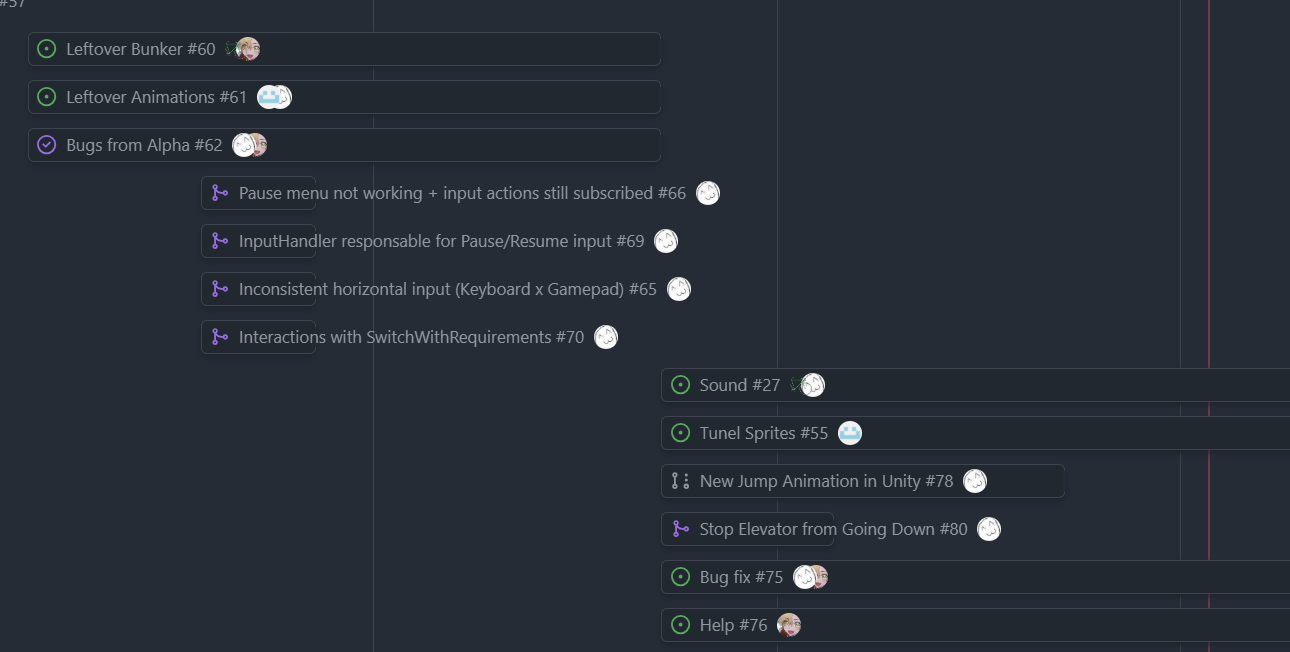 #57
Leftover Bunker #60
Leftover Animations #61
Bugs from Alpha #62
Pause menu not working + input actions still subscribed #66
InputHandler responsable for Pause/Resume input #69
Inconsistent horizontal input (Keyboard x Gamepad) #65
Interactions with SwitchWithRequirements #70
Sound #27
Tunel Sprites #55
New Jump Animation in Unity #78
Stop Elevator from Going Down #80
Bug fix #75
Help #76